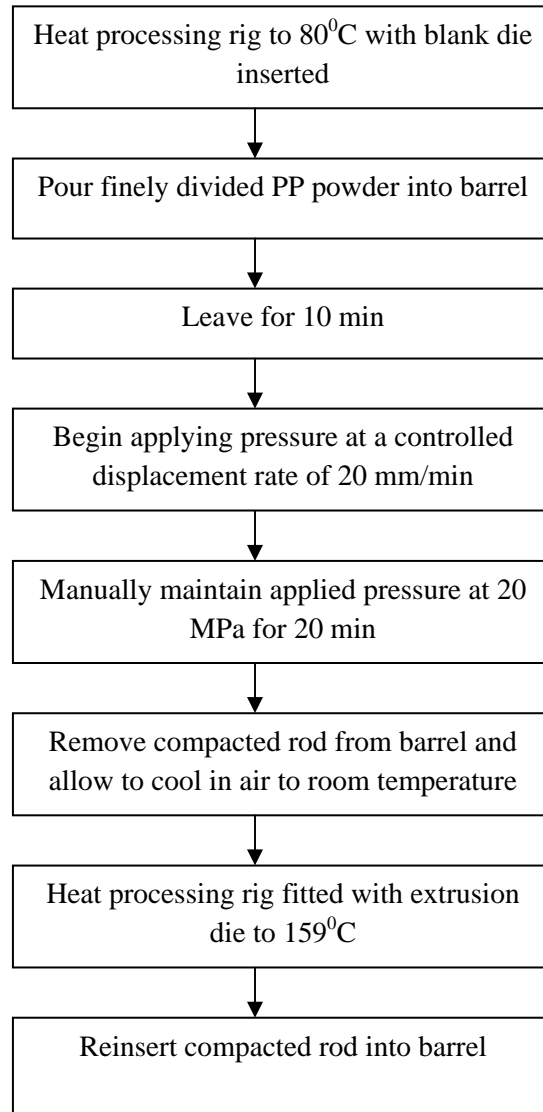 Heat processing rig to 80⁰C with blank die
inserted
Pour finely divided PP powder into barrel
Leave for 10 min
Begin applying pressure at a controlled
displacement rate of 20 mm/min
Manually maintain applied pressure at 20
MPa for 20 min
Remove compacted rod from barrel and
allow to cool in air to room temperature
Heat processing rig fitted with extrusion
die to 159⁰C
Reinsert compacted rod into barrel